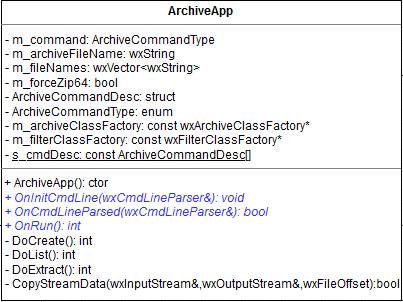 ArchiveApp
- m_command: ArchiveCommandType
- m_archiveFileName: wxString
- m_fileNames: wxVector<wxString>
- m_forceZip64: bool
- ArchiveCommandDesc: struct
- ArchiveCommandType: enum
- m_archiveClassFactory: const wxArchiveClassFactory*
- m_filterClassFactory: const wxFilterClassFactory*
- s_cmdDesc: const ArchiveCommandDesc[]
+ ArchiveApp(): ctor
+ OnInitCmdLine(wxCmdLineParser&): void
+ OnCmdLineParsed(wxCmdLineParser&): bool
+ OnRun(): int
- DoCreate(): int
- DoList(): int
- DoExtract(): int
- CopyStreamData(wxInputStream&,wxOutputStream&,wxFileOffset):bool